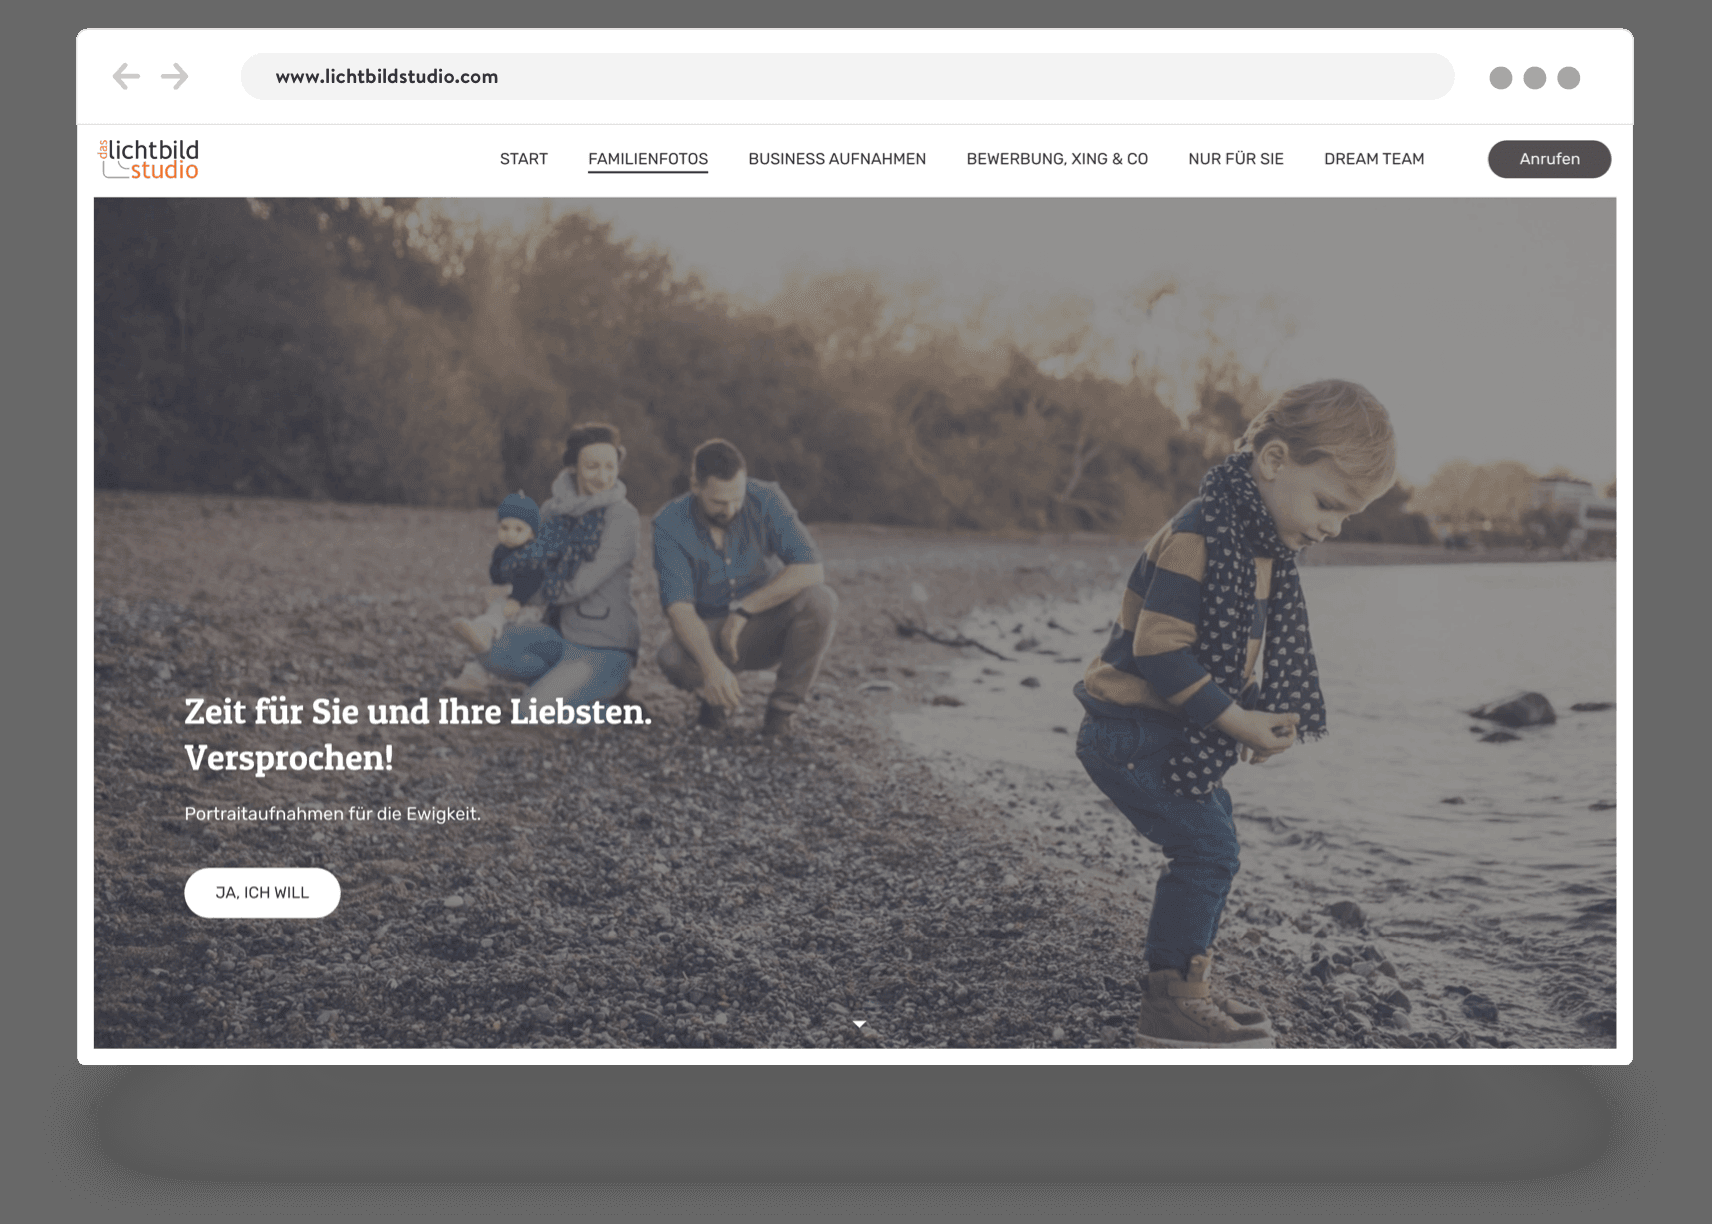 www.lichtbildstudio.com
das
lichtbild
studio
START
FAMILIENFOTOS
BUSINESS AUFNAHMEN
BEWERBUNG, XING & CO
NUR FÜR SIE
DREAM TEAM
Anrufen
Zeit für Sie und Ihre Liebsten.
Versprochen!
Portraitaufnahmen für die Ewigkeit.
JA, ICH WILL